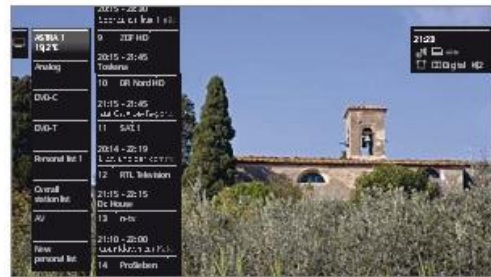 ASTRA 1
19,2°E
Analog
DVB-C
DVB-T
Personal list 1
Overall
station list
AV
New
personal list
20:15 - 22:30
9 ZDF HD
20:15 - 21:45
Toskana
10 BR Nord HD
21:15 - 21:45
11 SAT.1
20:14 - 22:19
12 RTL Television
21:15 - 22:15
Dr. House
13 n-tv
21:10 - 22:00
14 ProSieben
21:23
Digital